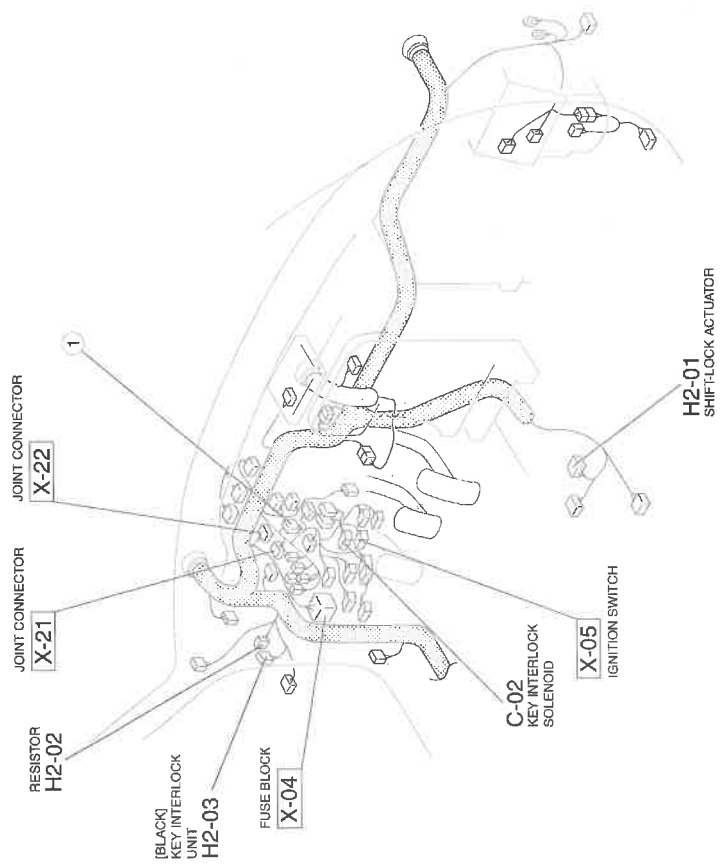 [BLACK]
KEY INTERLOCK
UNIT
H2-03
RESISTOR
H2-02
JOINT CONNECTOR
X-21
JOINT CONNECTOR
X-22
1
FUSE BLOCK
X-04
C-02
KEY INTERLOCK
SOLENOID
X-05
IGNITION SWITCH
H2-01
SHIFT-LOCK ACTUATOR